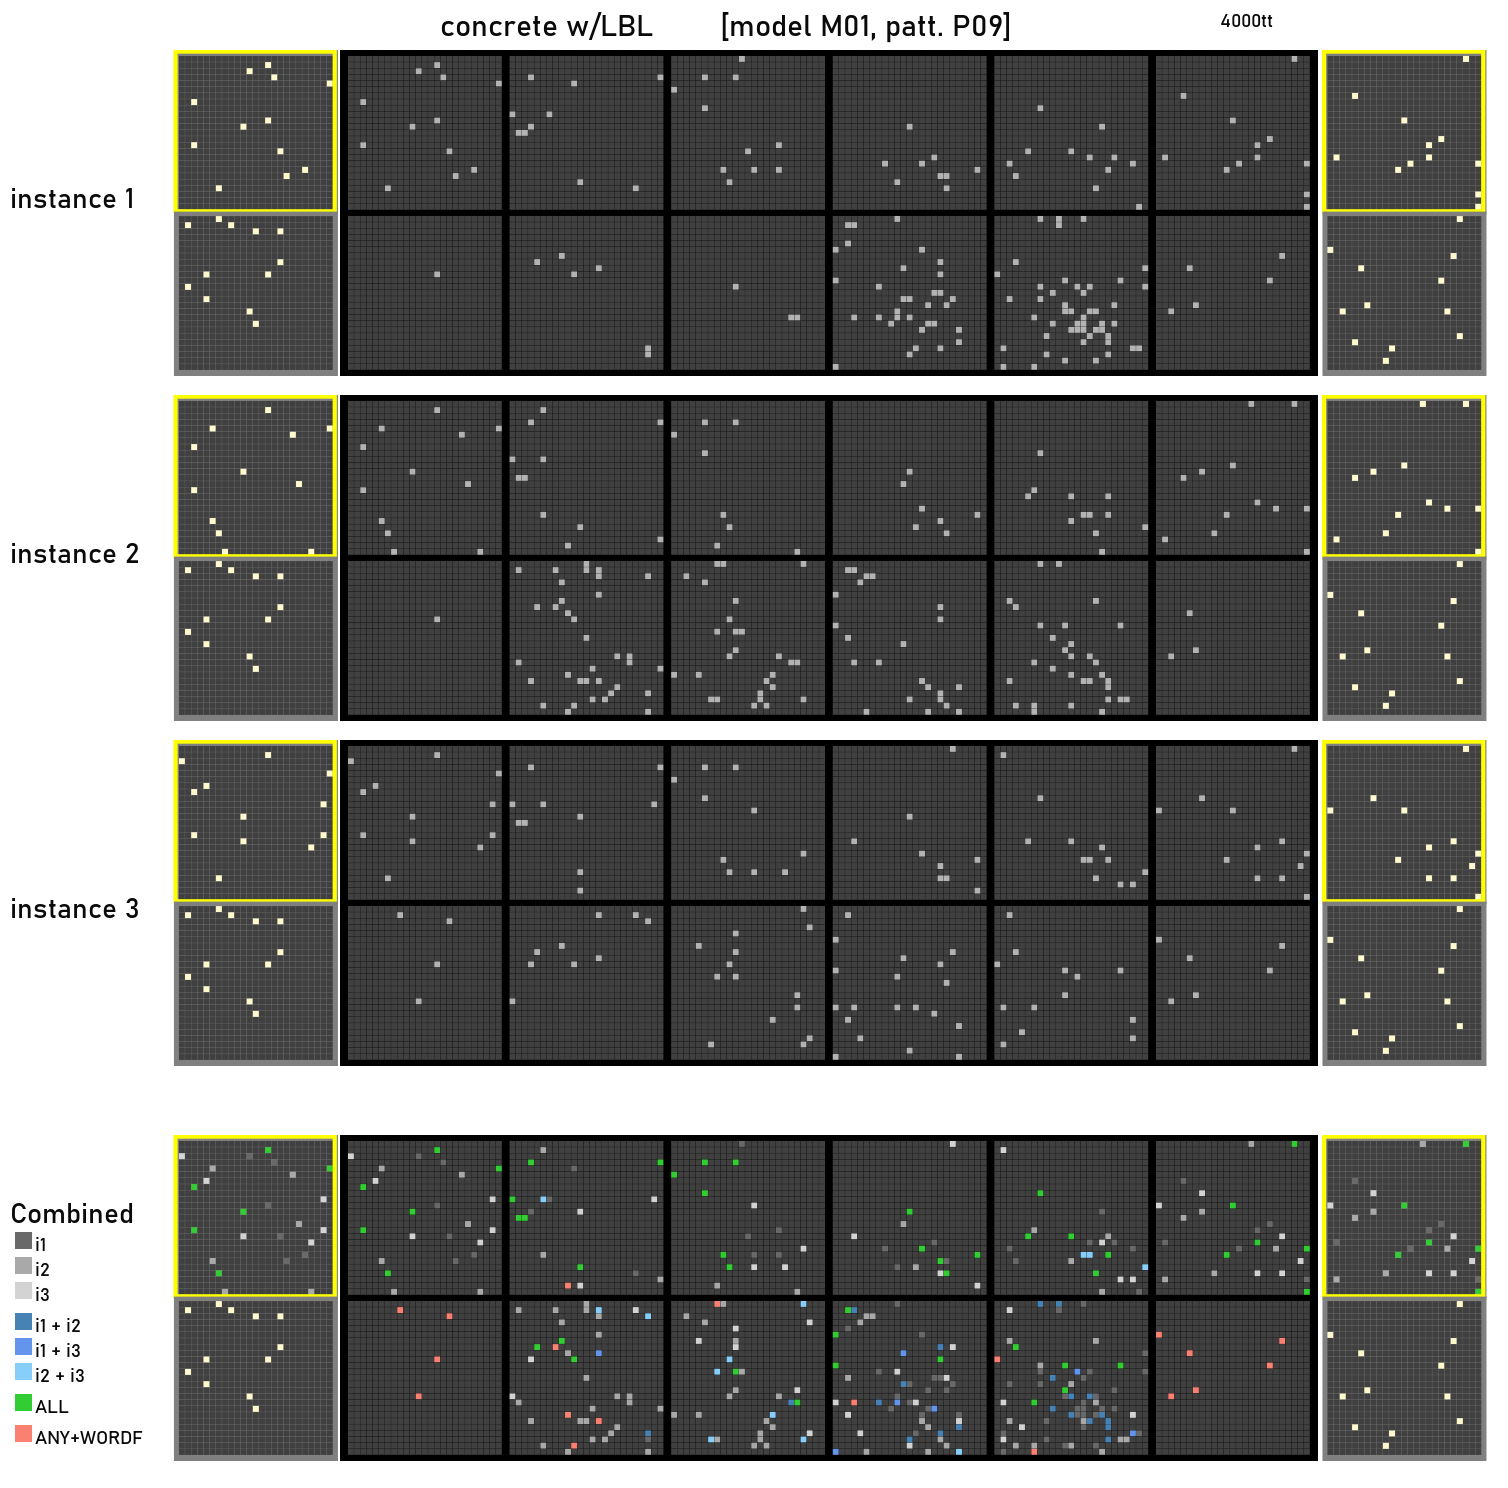 concrete w/LBL [model M01, patt. P09] 4000tt
instance 1
instance 2
instance 3
Combined
i1
i2
i3
i1 + i2
i1 + i3
i2 + i3
ALL
ANY+WORDF